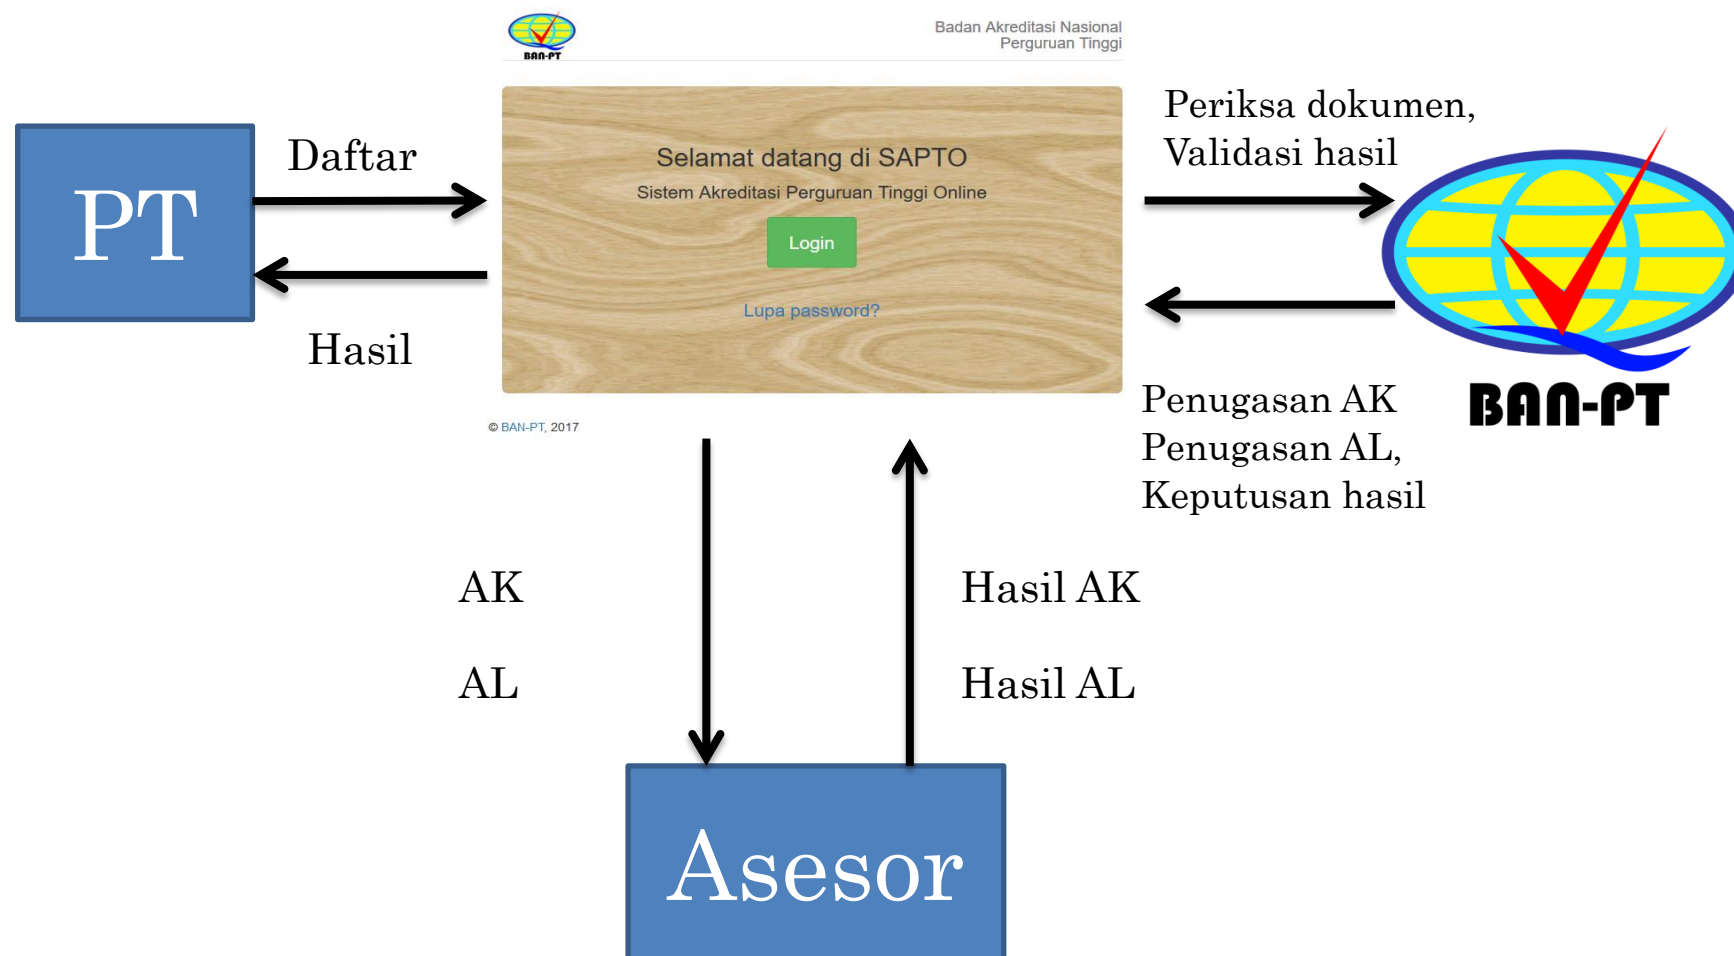 BAN-PT
Badan Akreditasi Nasional
Perguruan Tinggi
PT
Daftar
Hasil
Selamat datang di SAPTO
Sistem Akreditasi Perguruan Tinggi Online
Login
Lupa password?
© BAN-PT, 2017
Periksa dokumen,
Validasi hasil
BAN-PT
Penugasan AK
Penugasan AL,
Keputusan hasil
AK
AL
Hasil AK
Hasil AL
Asesor